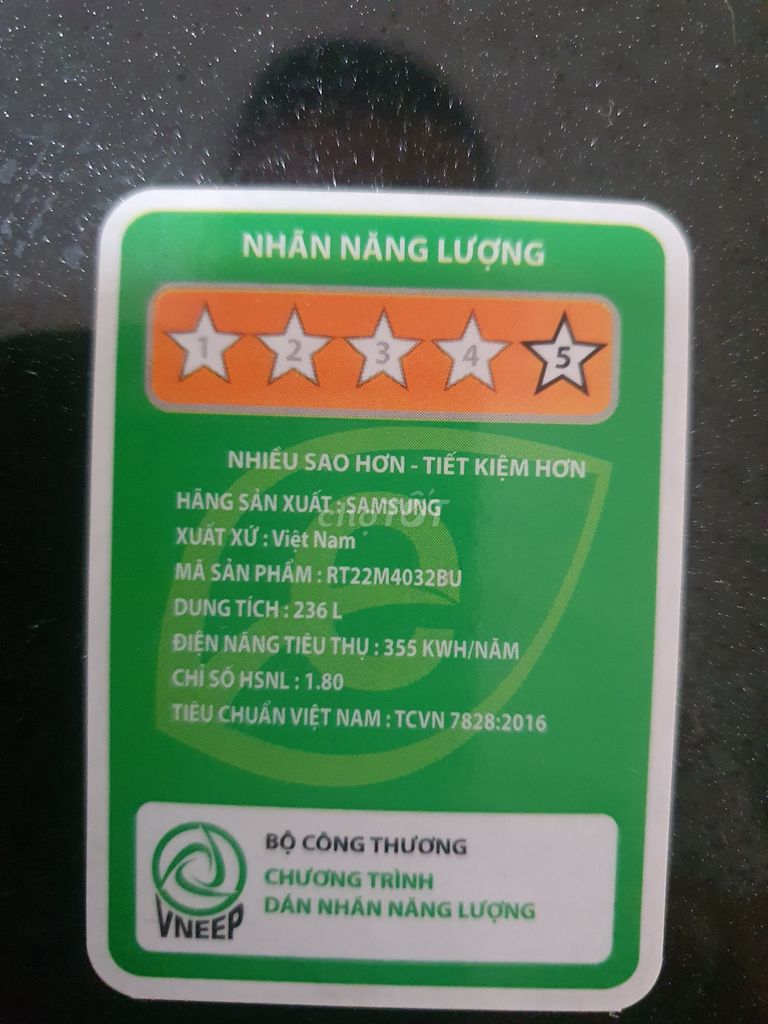 NHÃN NĂNG LƯỢNG
1 2 3 4 5
NHIỀU SAO HƠN - TIẾT KIỆM HƠN
HÃNG SẢN XUẤT : SAMSUNG
chợTỐT
XUẤT XỨ : Việt Nam
MÃ SẢN PHẨM : RT22M4032BU
DUNG TÍCH : 236 L
ĐIỆN NĂNG TIÊU THỤ : 355 KWH/NĂM
CHỈ SỐ HSNL : 1.80
TIÊU CHUẨN VIỆT NAM : TCVN 7828:2016
BỘ CÔNG THƯƠNG
CHƯƠNG TRÌNH
DÁN NHÃN NĂNG LƯỢNG
VNEEP